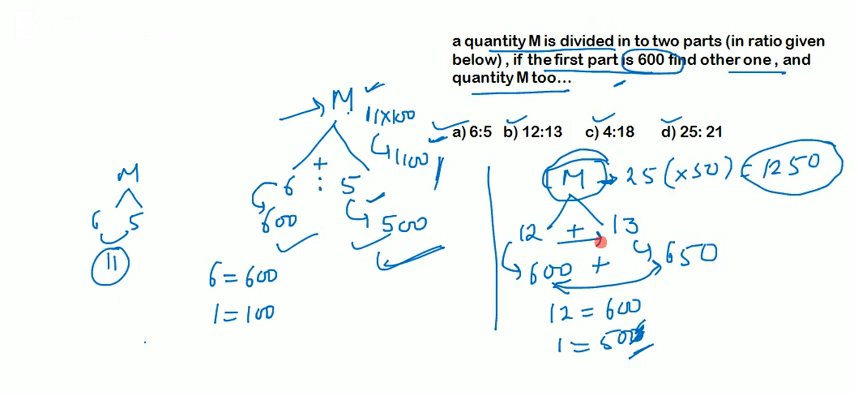 a quantity M is divided in to two parts (in ratio given
below) , if the first part is 600 find other one , and
quantity M too...
a) 6:5 b) 12:13 c) 4:18 d) 25: 21
M 11x100
1100
6 : 5
+
600 500
6 = 600
1 = 100
M
6 5
11
M 25 (x50) = 1250
12 + 13
600 + 650
12 = 600